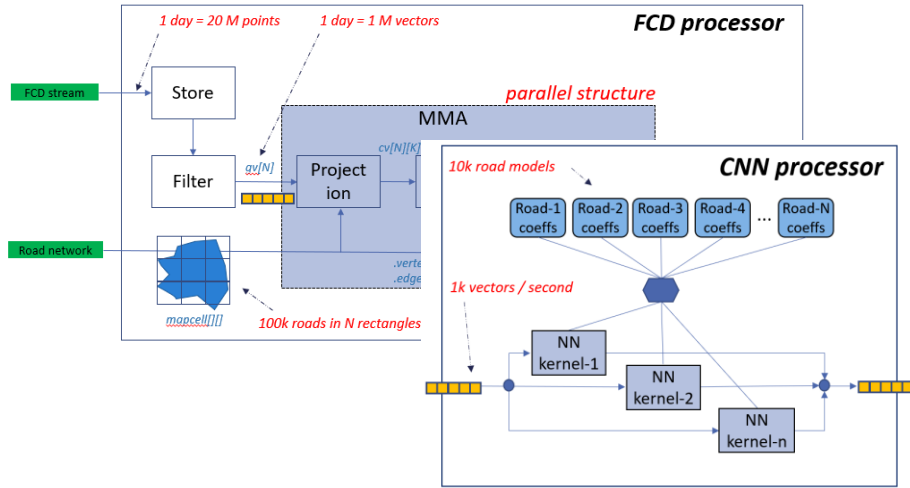 1 day = 20 M points
1 day = 1 M vectors
FCD processor
FCD stream
Store
parallel structure
MMA
Filter
gv[N]
Project
ion
cv[N][K]
Road network
.verte
.edge
mapcell[][]
100k roads in N rectangles
CNN processor
10k road models
Road-1
coeffs
Road-2
coeffs
Road-3
coeffs
Road-4
coeffs
...
Road-N
coeffs
1k vectors / second
NN
kernel-1
NN
kernel-2
NN
kernel-n